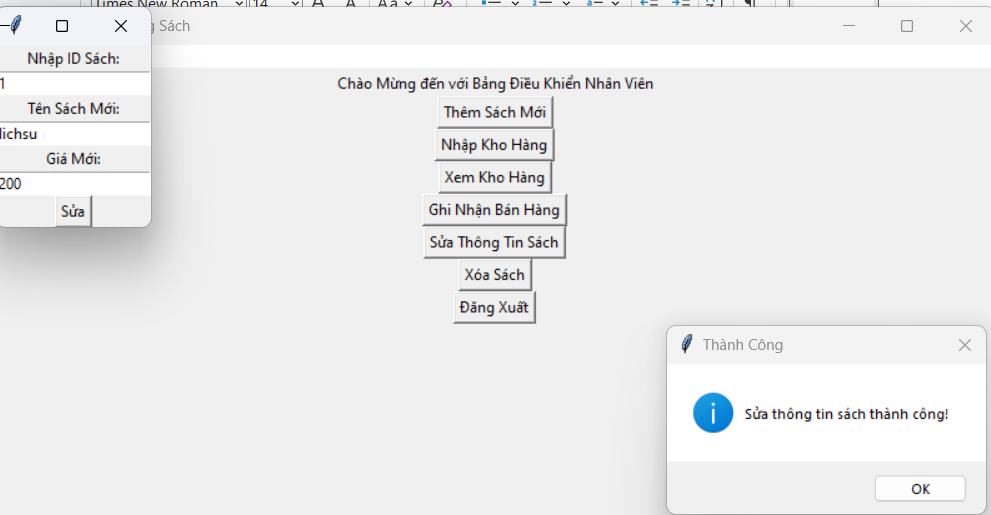 Times New Roman
14
Aa
Sách
Nhập ID Sách:
1
Tên Sách Mới:
lichsu
Giá Mới:
200
Sửa
Chào Mừng đến với Bảng Điều Khiển Nhân Viên
Thêm Sách Mới
Nhập Kho Hàng
Xem Kho Hàng
Ghi Nhận Bán Hàng
Sửa Thông Tin Sách
Xóa Sách
Đăng Xuất
Thành Công
Sửa thông tin sách thành công!
OK